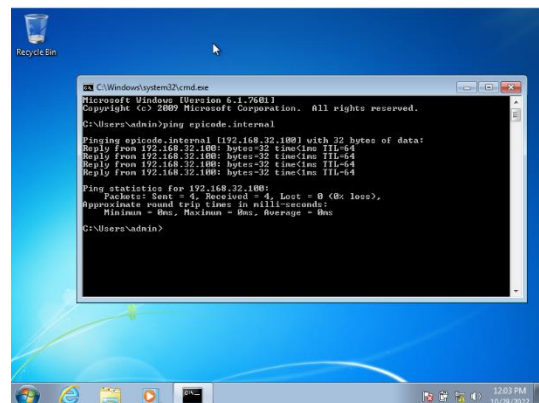 Recycle Bin
C:\Windows\system32\cmd.exe
Microsoft Windows [Version 6.1.7601]
Copyright (c) 2009 Microsoft Corporation.  All rights reserved.
C:\Users\admin>ping epicode.internal
Pinging epicode.internal [192.168.32.100] with 32 bytes of data:
Reply from 192.168.32.100: bytes=32 time<1ms TTL=64
Reply from 192.168.32.100: bytes=32 time<1ms TTL=64
Reply from 192.168.32.100: bytes=32 time<1ms TTL=64
Reply from 192.168.32.100: bytes=32 time<1ms TTL=64
Ping statistics for 192.168.32.100:
    Packets: Sent = 4, Received = 4, Lost = 0 (0% loss),
Approximate round trip times in milli-seconds:
    Minimum = 0ms, Maximum = 0ms, Average = 0ms
C:\Users\admin>
12:03 PM
10/28/2022